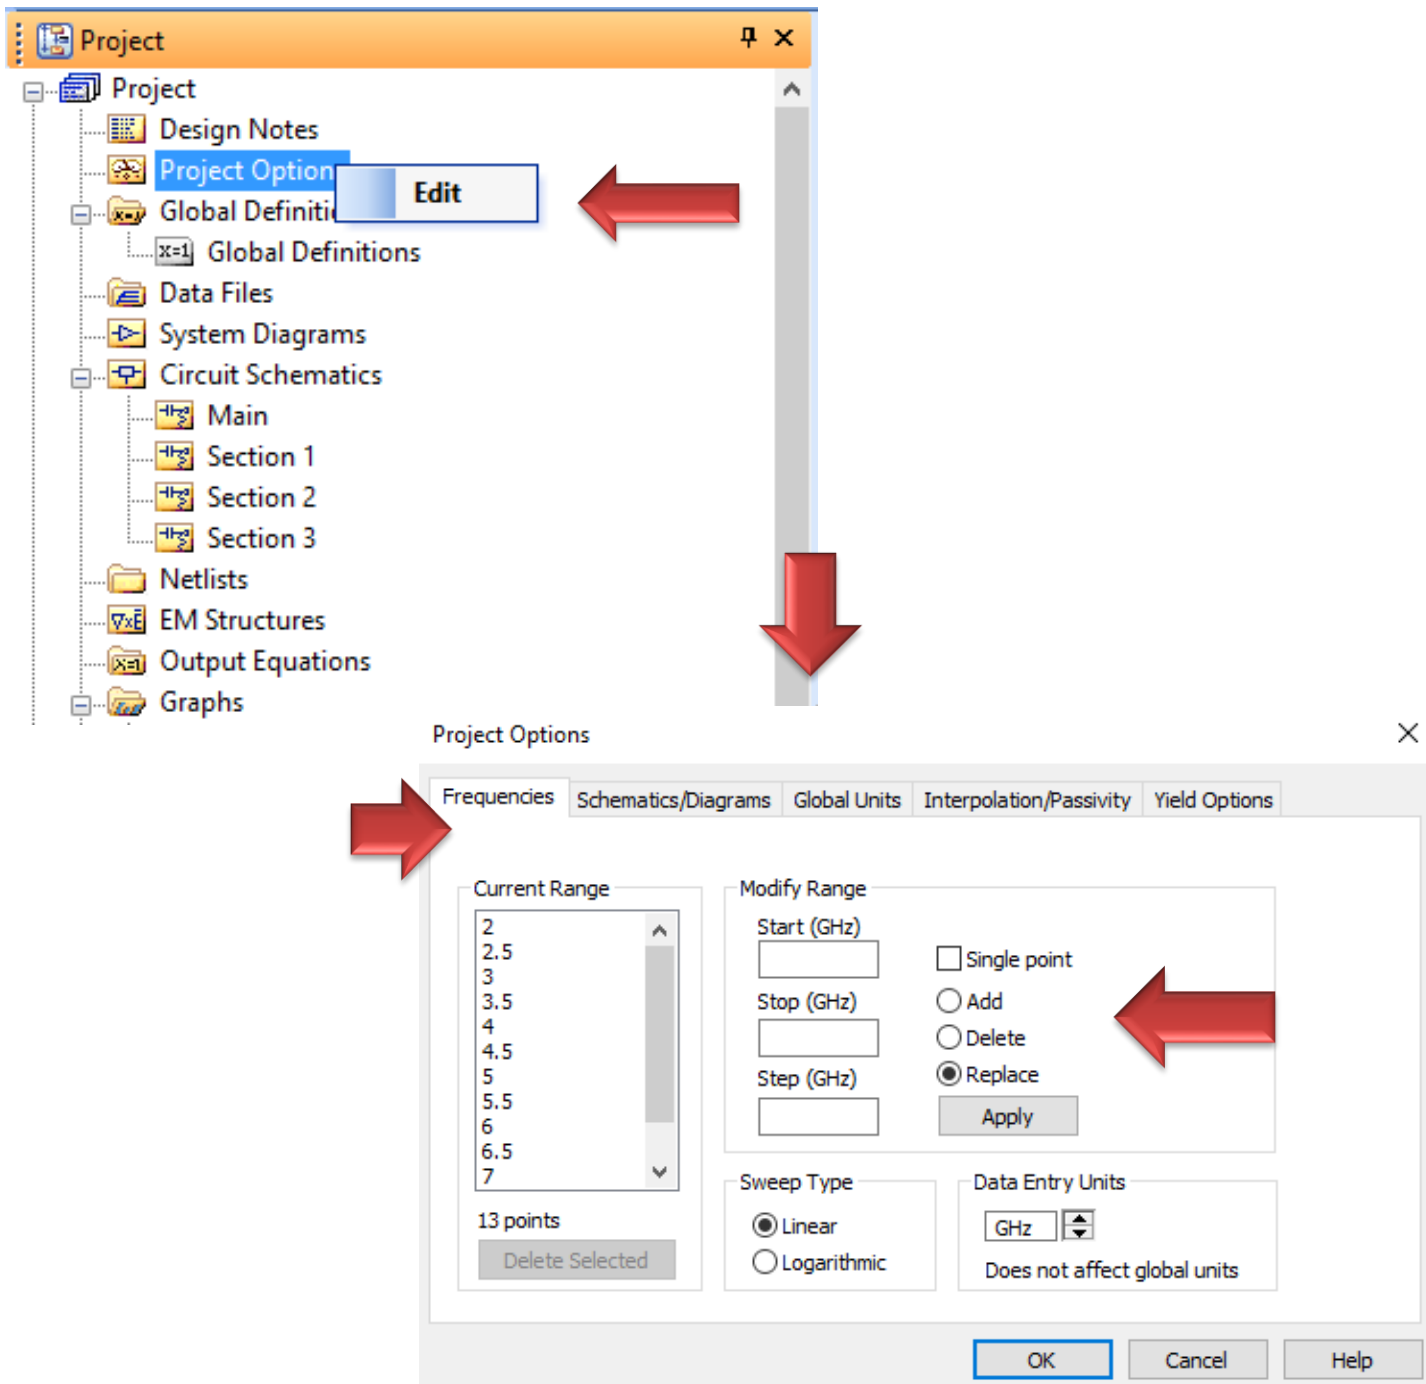 Project
Project
Design Notes
Project Option
Edit
Global Definiti
X=1 Global Definitions
Data Files
System Diagrams
Circuit Schematics
Main
Section 1
Section 2
Section 3
Netlists
EM Structures
Output Equations
Graphs
Project Options
Frequencies Schematics/Diagrams Global Units Interpolation/Passivity Yield Options
Current Range
2
2.5
3
3.5
4
4.5
5
5.5
6
6.5
7
13 points
Delete Selected
Modify Range
Start (GHz)
Stop (GHz)
Step (GHz)
Single point
Add
Delete
Replace
Apply
Sweep Type
Linear
Logarithmic
Data Entry Units
GHz
Does not affect global units
OK Cancel Help